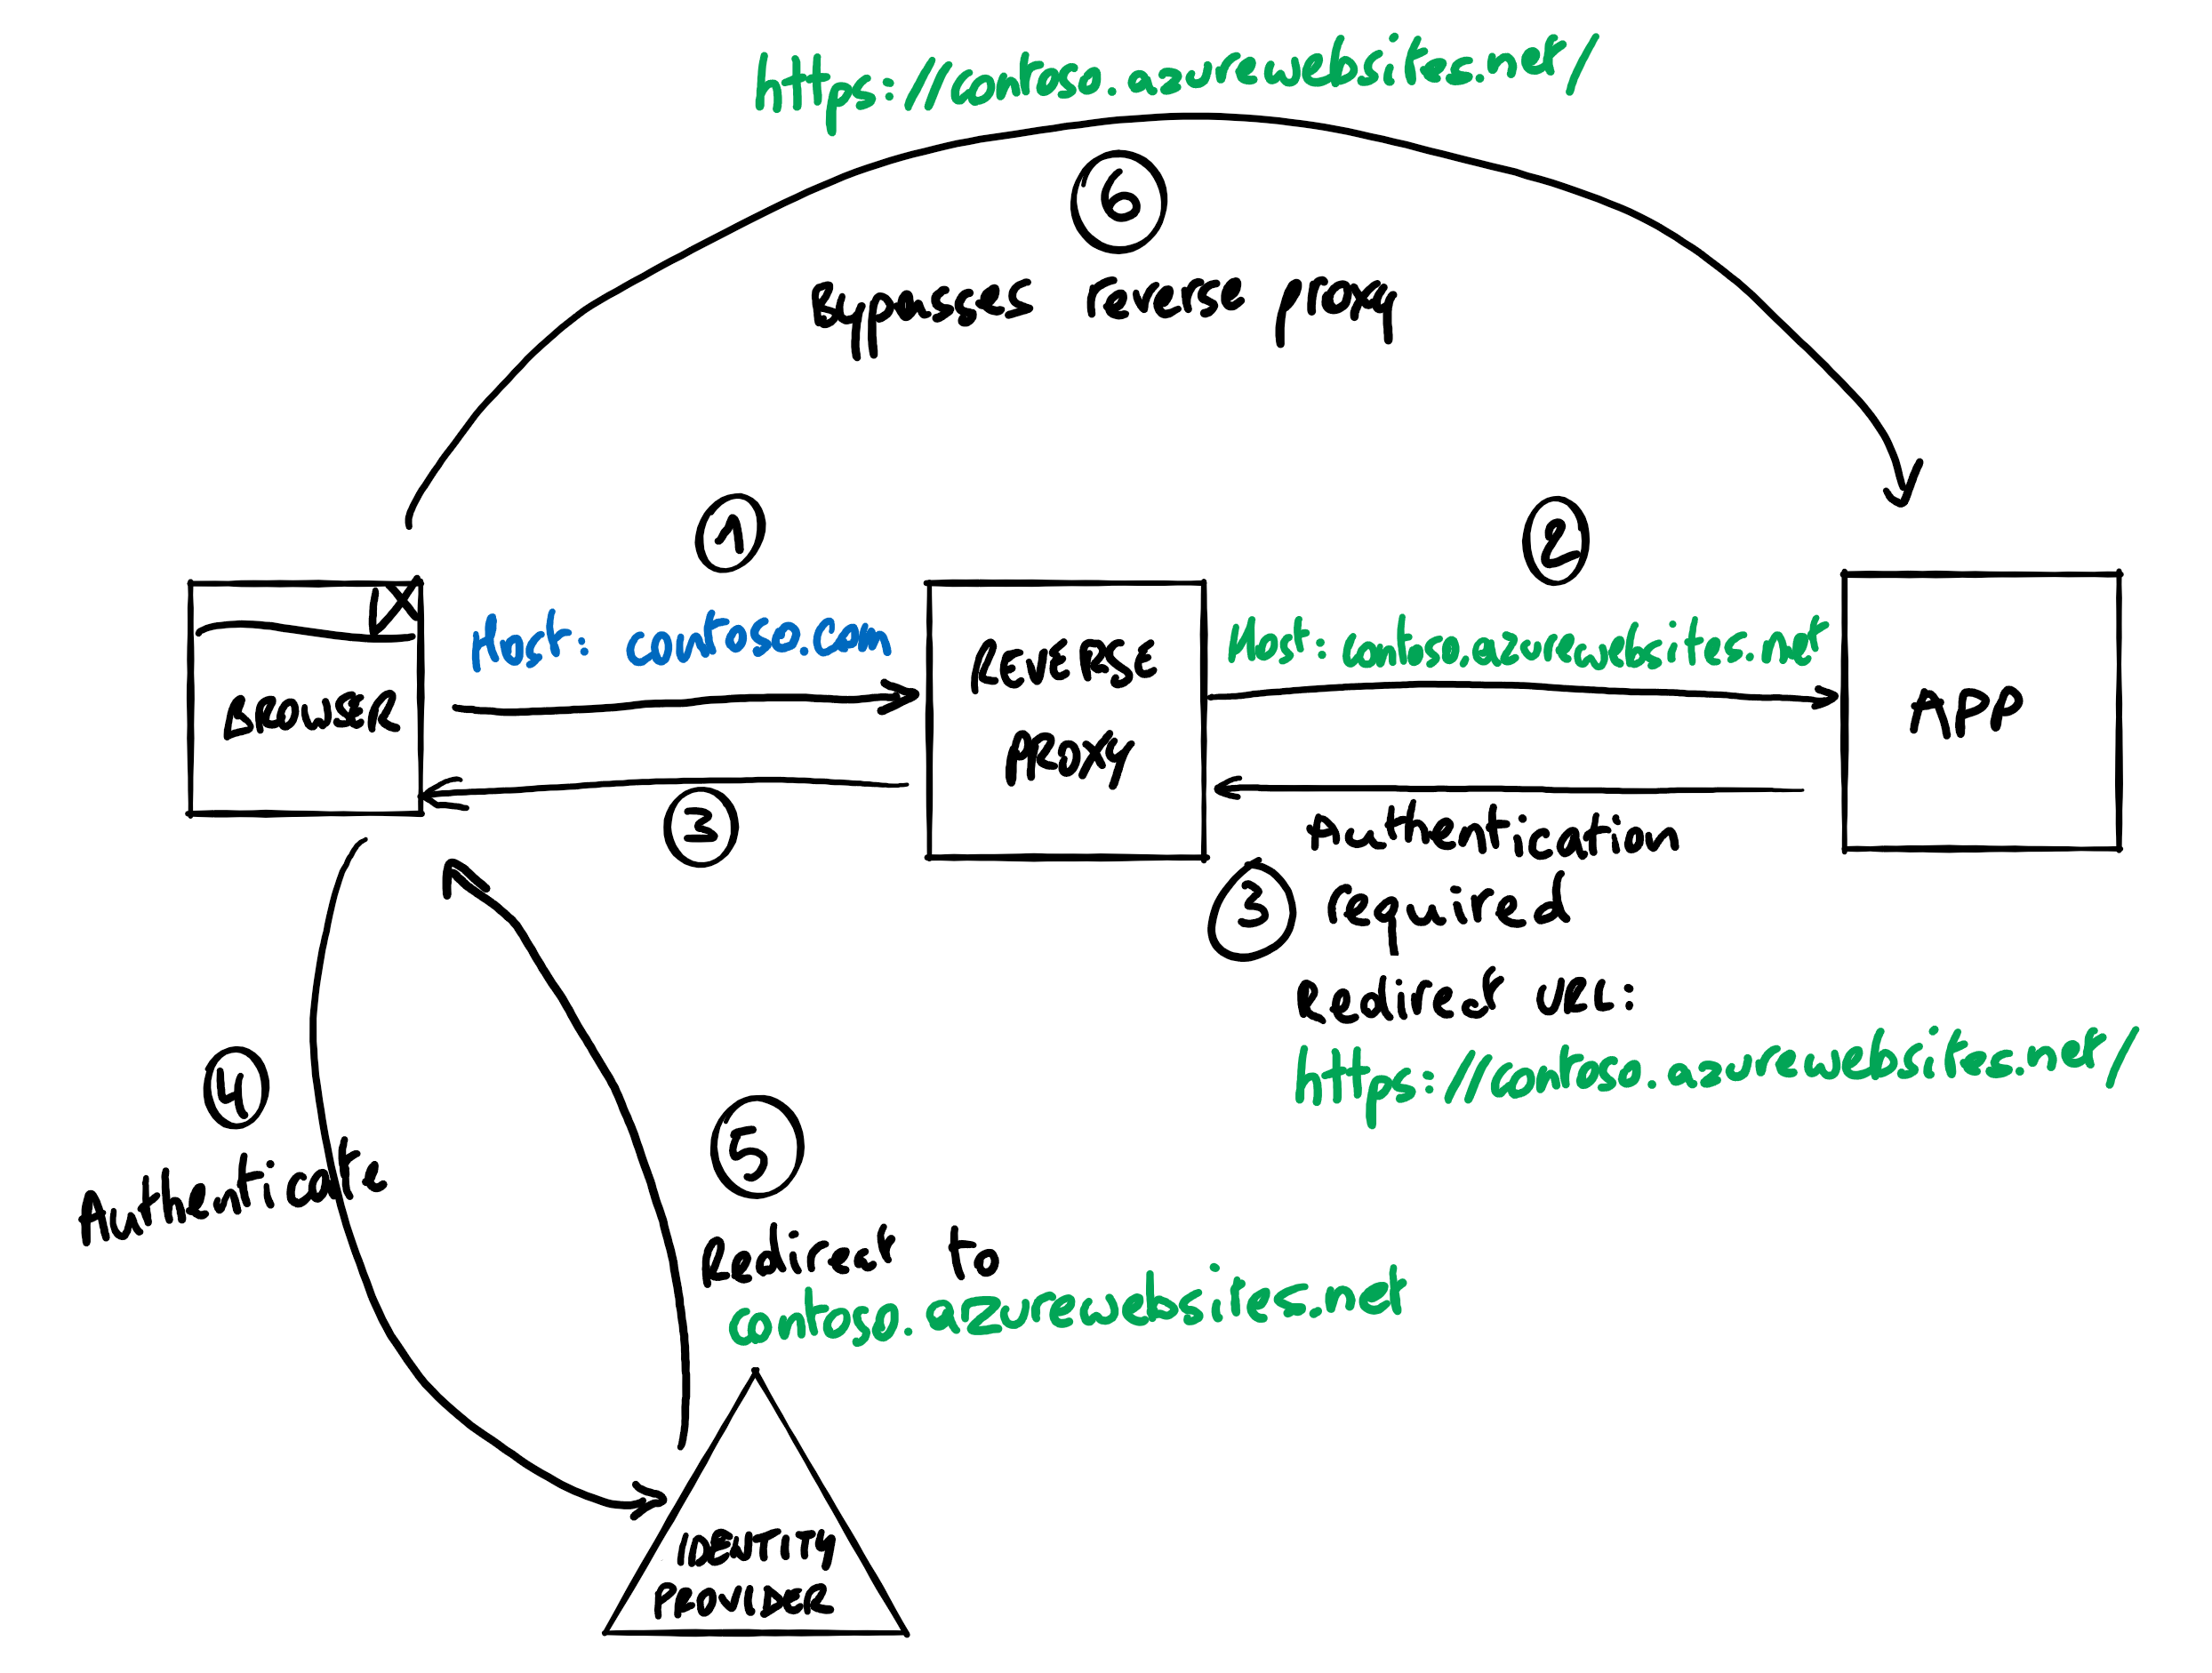 https://contoso.azurewebsites.net/
6
Bypasses reverse proxy
1
2
Host: contoso.com
Host: contoso.azurewebsites.net
BROWSER
REVERSE
PROXY
APP
3
Authentication
3 required
Redirect URL:
https://contoso.azurewebsites.net/
4
Authenticate
5
Redirect to
contoso.azurewebsites.net
IDENTITY
PROVIDER